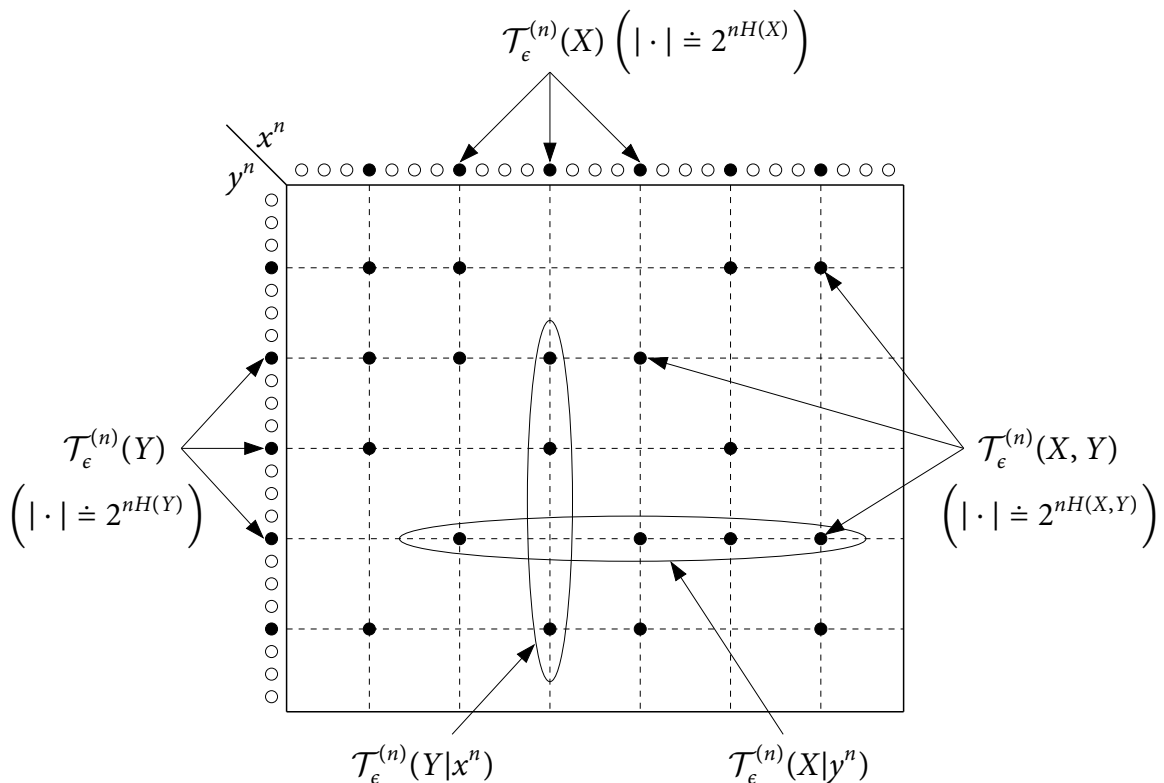 𝒯_ϵ^{(n)}(X) (| · | ≐ 2^{nH(X)})
x^n
y^n
𝒯_ϵ^{(n)}(Y)
(| · | ≐ 2^{nH(Y)})
𝒯_ϵ^{(n)}(X, Y)
(| · | ≐ 2^{nH(X,Y)})
𝒯_ϵ^{(n)}(Y|x^n)
𝒯_ϵ^{(n)}(X|y^n)